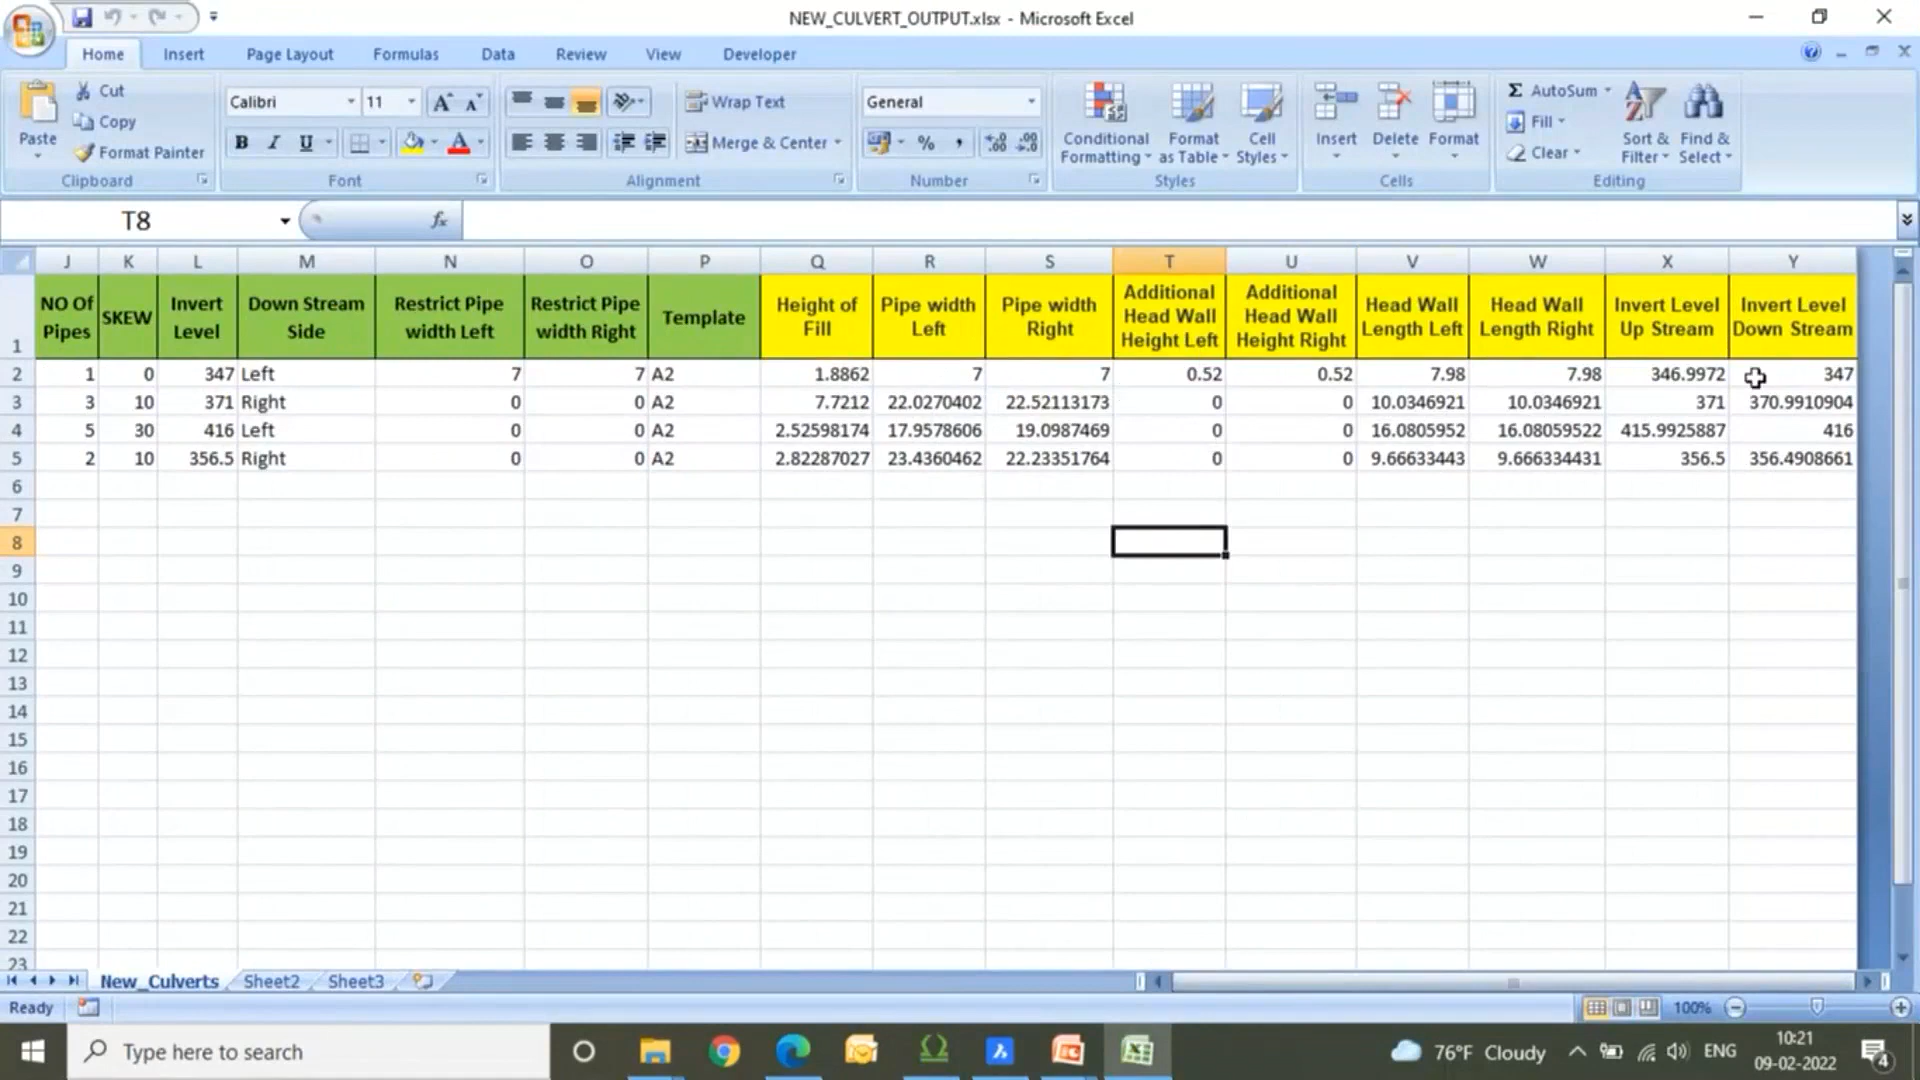 NEW_CULVERT_OUTPUT.xlsx - Microsoft Excel
Home Insert Page Layout Formulas Data Review View Developer
Paste
Cut
Copy
Format Painter
Clipboard
Calibri 11
B I U
Font
Wrap Text
Merge & Center
Alignment
General
Number
Conditional Formatting
Format as Table
Cell Styles
Styles
Insert Delete Format
Cells
Σ AutoSum
Fill
Clear
Sort & Filter
Find & Select
Editing
T8 fx
J K L M N O P Q R S T U V W X Y
1 NO Of Pipes SKEW Invert Level Down Stream Side Restrict Pipe width Left Restrict Pipe width Right Template Height of Fill Pipe width Left Pipe width Right Additional Head Wall Height Left Additional Head Wall Height Right Head Wall Length Left Head Wall Length Right Invert Level Up Stream Invert Level Down Stream
2 1 0 347 Left 7 7 A2 1.8862 7 7 0.52 0.52 7.98 7.98 346.9972 347
3 3 10 371 Right 0 0 A2 7.7212 22.0270402 22.52113173 0 0 10.0346921 10.0346921 371 370.9910904
4 5 30 416 Left 0 0 A2 2.52598174 17.9578606 19.0987469 0 0 16.0805952 16.08059522 415.9925887 416
5 2 10 356.5 Right 0 0 A2 2.82287027 23.4360462 22.23351764 0 0 9.66633443 9.666334431 356.5 356.4908661
6
7
8
9
10
11
12
13
14
15
16
17
18
19
20
21
22
23
New_Culverts Sheet2 Sheet3
Ready 100%
Type here to search
76°F Cloudy ENG
10:21
09-02-2022
4